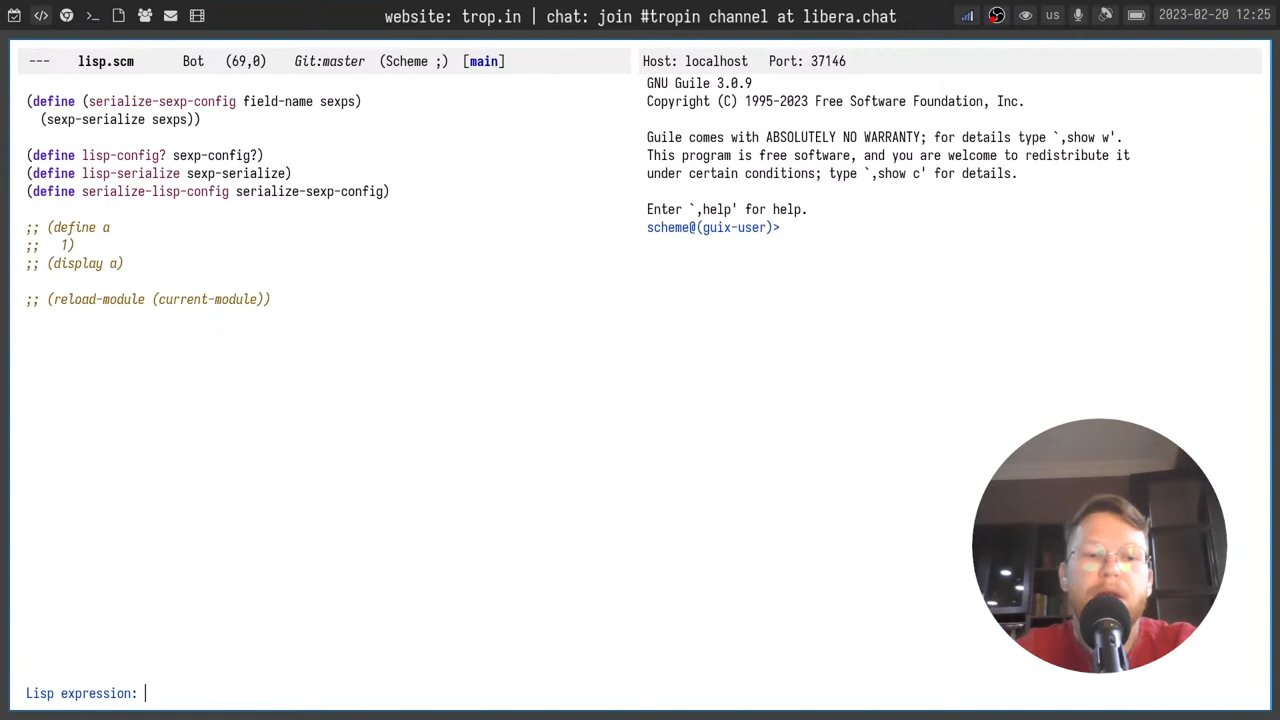 website: trop.in | chat: join #tropin channel at libera.chat
us
2023-02-20 12:25
--- lisp.scm Bot (69,0) Git:master (Scheme ;) [main]
(define (serialize-sexp-config field-name sexps)
(sexp-serialize sexps))
(define lisp-config? sexp-config?)
(define lisp-serialize sexp-serialize)
(define serialize-lisp-config serialize-sexp-config)
;; (define a
;;   1)
;; (display a)
;; (reload-module (current-module))
Host: localhost Port: 37146
GNU Guile 3.0.9
Copyright (C) 1995-2023 Free Software Foundation, Inc.
Guile comes with ABSOLUTELY NO WARRANTY; for details type `,show w'.
This program is free software, and you are welcome to redistribute it
under certain conditions; type `,show c' for details.
Enter `,help' for help.
scheme@(guix-user)>
Lisp expression: